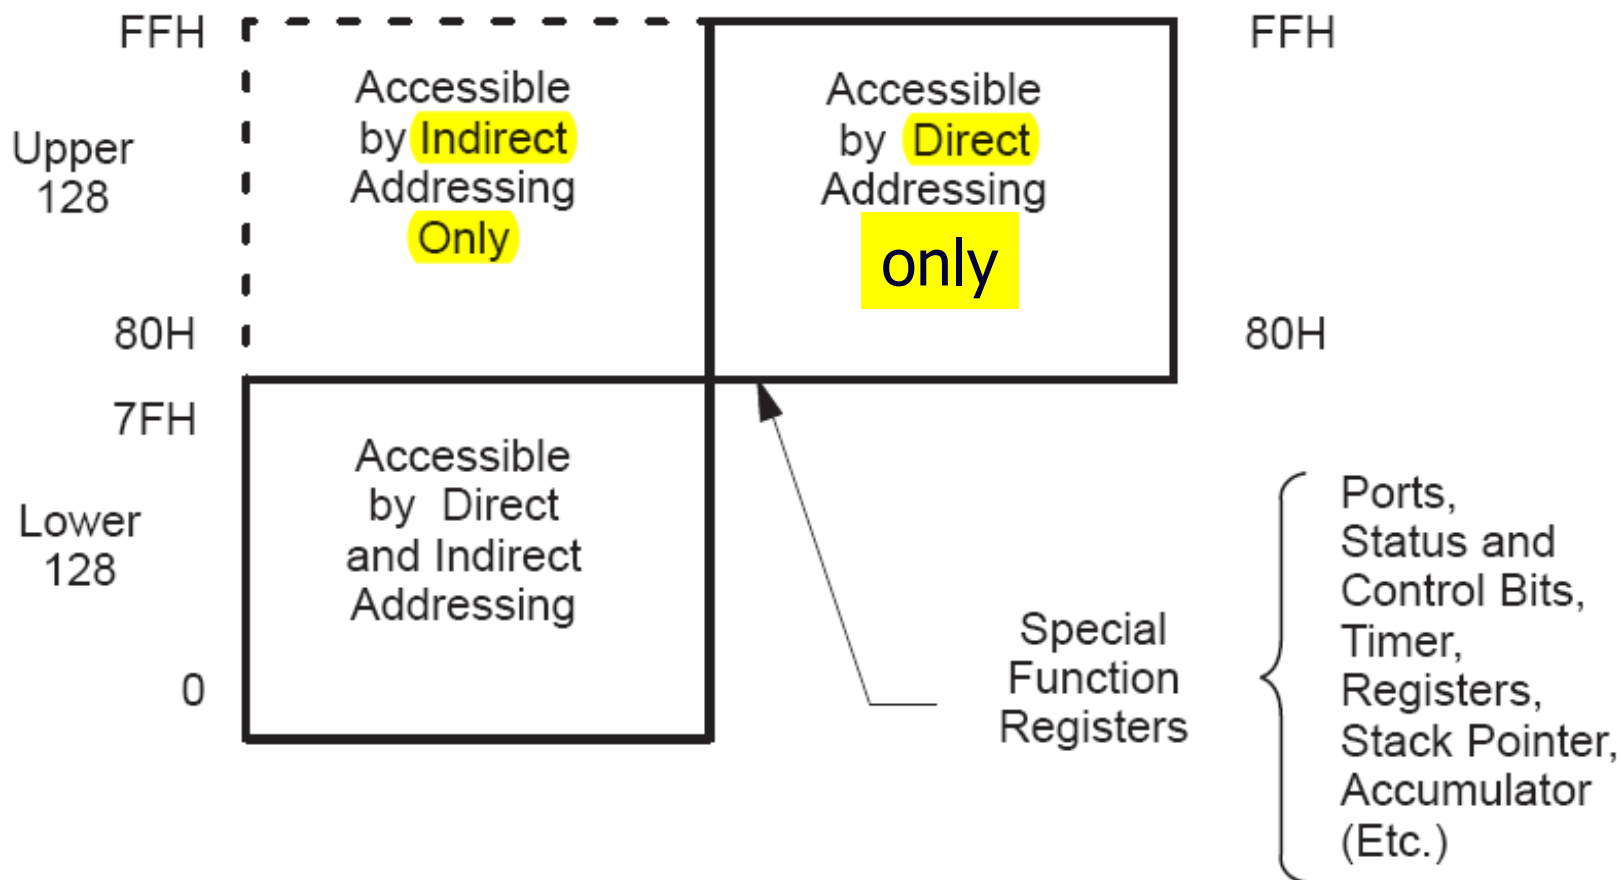 FFH
Upper
128
80H
7FH
Lower
128
0
Accessible
by Indirect
Addressing
Only
Accessible
by Direct
Addressing
only
FFH
80H
Accessible
by Direct
and Indirect
Addressing
Special
Function
Registers
Ports,
Status and
Control Bits,
Timer,
Registers,
Stack Pointer,
Accumulator
(Etc.)